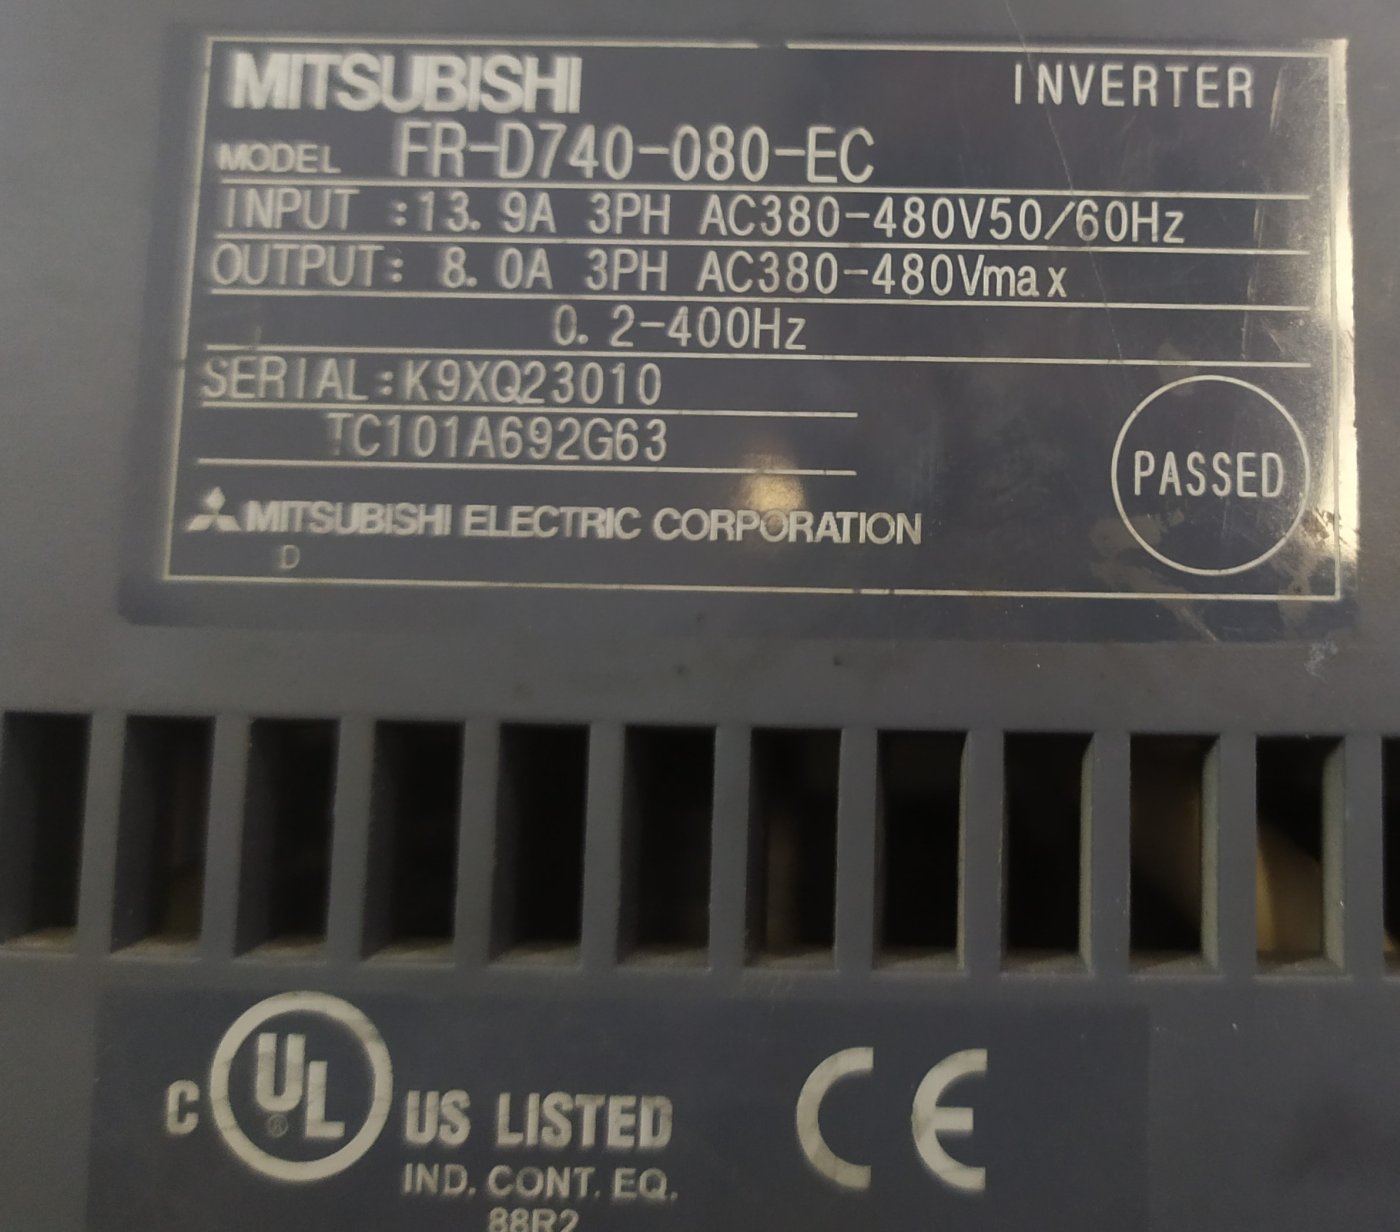 MITSUBISHI INVERTER
MODEL FR-D740-080-EC
INPUT :13. 9A 3PH AC380-480V50/60Hz
OUTPUT: 8. 0A 3PH AC380-480Vmax
0. 2-400Hz
SERIAL:K9XQ23010
TC101A692G63
PASSED
MITSUBISHI ELECTRIC CORPORATION
D
C UL ® US LISTED CE
IND. CONT. EQ.
88R2